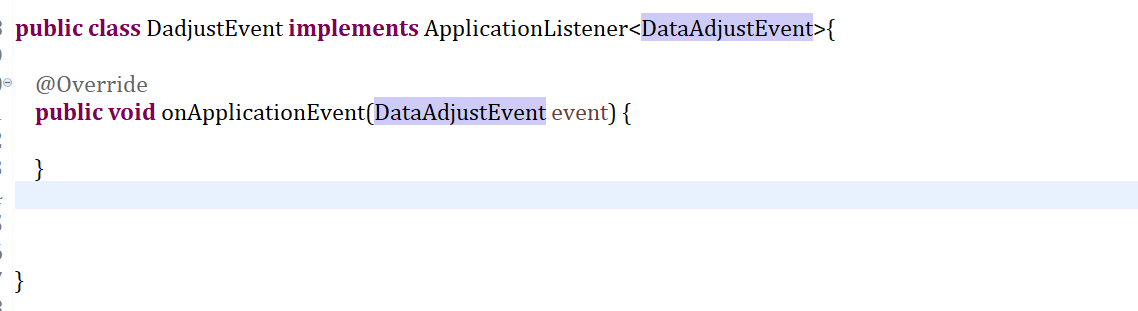 public class DadjustEvent implements ApplicationListener<DataAdjustEvent>{
@Override
public void onApplicationEvent(DataAdjustEvent event) {
}
}